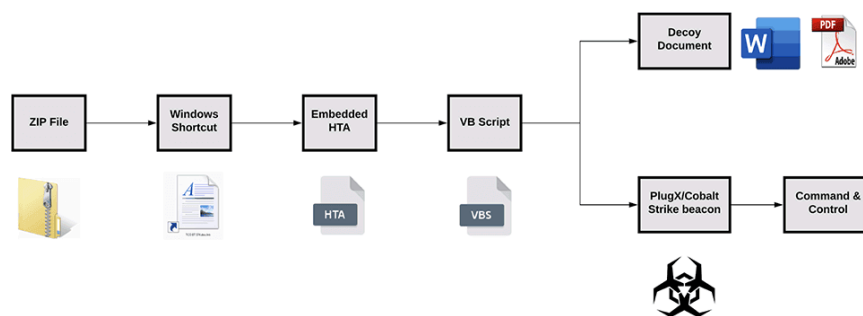 Decoy
Document
W
PDF
Adobe
ZIP File
Windows
Shortcut
Embedded
HTA
VB Script
A
HTA
VBS
PlugX/Cobalt
Strike beacon
Command &
Control